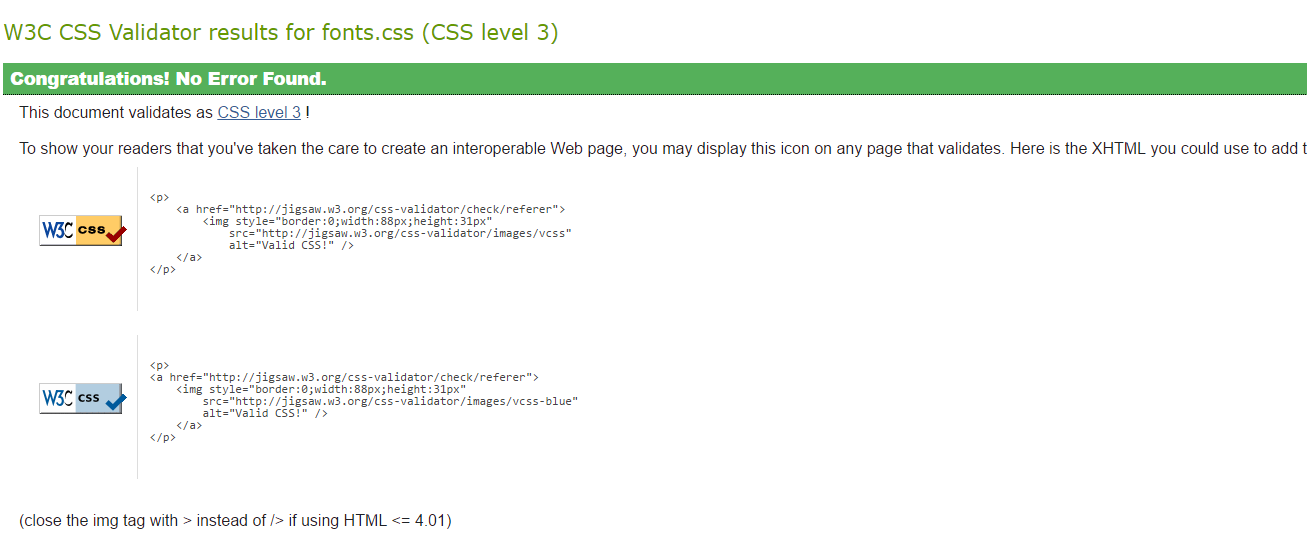 W3C CSS Validator results for fonts.css (CSS level 3)
Congratulations! No Error Found.
This document validates as CSS level 3 !
To show your readers that you've taken the care to create an interoperable Web page, you may display this icon on any page that validates. Here is the XHTML you could use to add t
W3C css
<p>
<a href="http://jigsaw.w3.org/css-validator/check/referer">
<img style="border:0;width:88px;height:31px"
src="http://jigsaw.w3.org/css-validator/images/vcss"
alt="Valid CSS!" />
</a>
</p>
W3C css
<p>
<a href="http://jigsaw.w3.org/css-validator/check/referer">
<img style="border:0;width:88px;height:31px"
src="http://jigsaw.w3.org/css-validator/images/vcss-blue"
alt="Valid CSS!" />
</a>
</p>
(close the img tag with > instead of /> if using HTML <= 4.01)